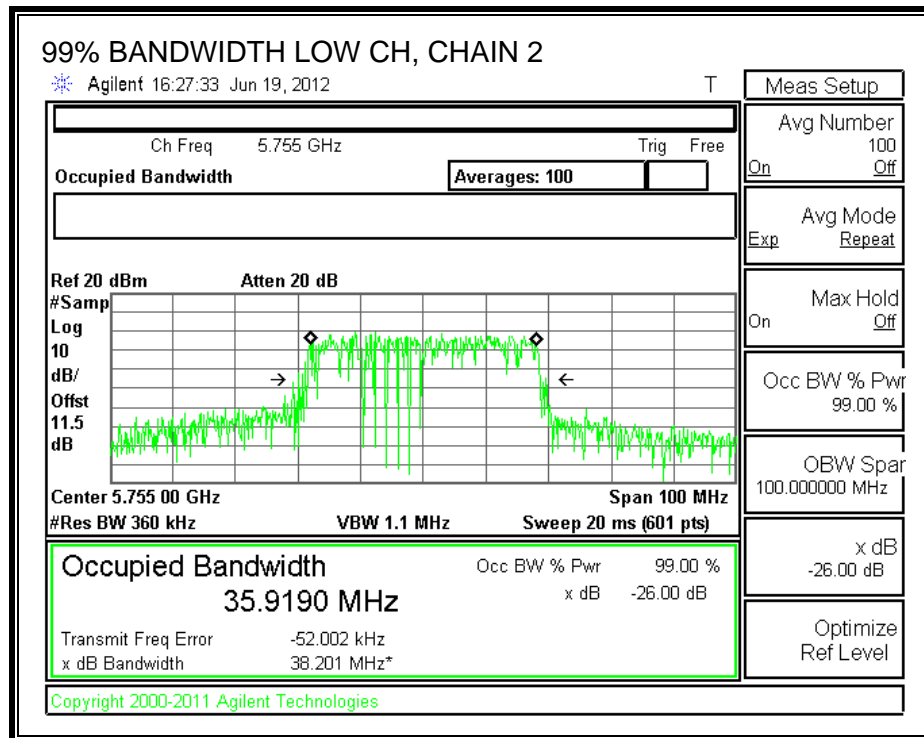 99% BANDWIDTH LOW CH, CHAIN 2
Agilent 16:27:33 Jun 19, 2012 T
Ch Freq 5.755 GHz Trig Free
Occupied Bandwidth Averages: 100
Ref 20 dBm Atten 20 dB
#Samp
Log
10
dB/
Offst
11.5
dB
Center 5.755 00 GHz Span 100 MHz
#Res BW 360 kHz VBW 1.1 MHz Sweep 20 ms (601 pts)
Occupied Bandwidth Occ BW % Pwr 99.00 %
35.9190 MHz x dB -26.00 dB
Transmit Freq Error -52.002 kHz
x dB Bandwidth 38.201 MHz*
Copyright 2000-2011 Agilent Technologies
Meas Setup
Avg Number
100
On Off
Avg Mode
Exp Repeat
Max Hold
On Off
Occ BW % Pwr
99.00 %
OBW Span
100.000000 MHz
x dB
-26.00 dB
Optimize
Ref Level